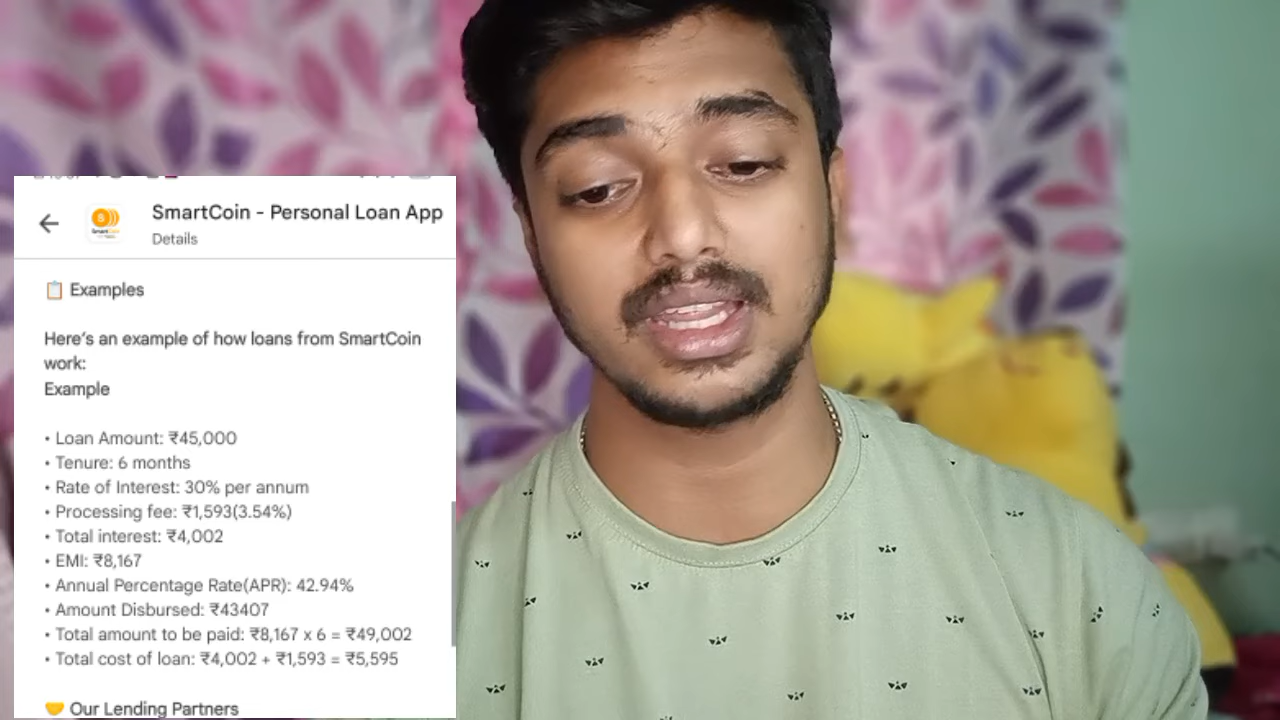 SmartCoin - Personal Loan App
Details
📋 Examples
Here's an example of how loans from SmartCoin
work:
Example
• Loan Amount: ₹45,000
• Tenure: 6 months
• Rate of Interest: 30% per annum
• Processing fee: ₹1,593(3.54%)
• Total interest: ₹4,002
• EMI: ₹8,167
• Annual Percentage Rate(APR): 42.94%
• Amount Disbursed: ₹43407
• Total amount to be paid: ₹8,167 x 6 = ₹49,002
• Total cost of loan: ₹4,002 + ₹1,593 = ₹5,595
🤝 Our Lending Partners